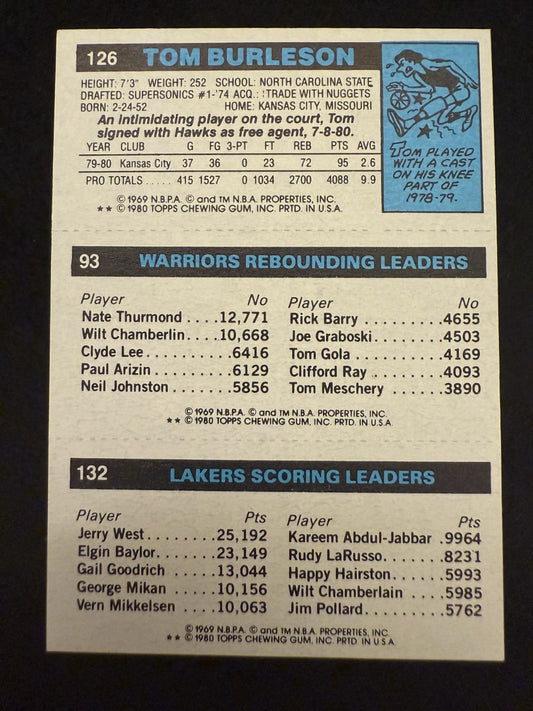 126 TOM BURLESON
HEIGHT: 7'3" WEIGHT: 252 SCHOOL: NORTH CAROLINA STATE
DRAFTED: SUPERSONICS #1-'74 ACQ.: TRADE WITH NUGGETS
BORN: 2-24-52 HOME: KANSAS CITY, MISSOURI
An intimidating player on the court, Tom
signed with Hawks as free agent, 7-8-80.
YEAR CLUB G FG 3-PT FT REB PTS AVG
79-80 Kansas City 37 36 0 23 72 95 2.6
PRO TOTALS ..... 415 1527 0 1034 2700 4088 9.9
© 1969 N.B.P.A. © and TM N.B.A. PROPERTIES, INC.
★★ © 1980 TOPPS CHEWING GUM, INC. PRTD. IN U.S.A.
TOM PLAYED
WITH A CAST
ON HIS KNEE
PART OF
1978-79.
93 WARRIORS REBOUNDING LEADERS
Player No
Nate Thurmond ....12,771
Wilt Chamberlin....10,668
Clyde Lee.......... 6416
Paul Arizin ........ 6129
Neil Johnston ...... 5856
Player No
Rick Barry .........4655
Joe Graboski.......4503
Tom Gola .........4169
Clifford Ray ........4093
Tom Meschery .....3890
© 1969 N.B.P.A. © and TM N.B.A. PROPERTIES, INC.
★★ © 1980 TOPPS CHEWING GUM, INC. PRTD. IN U.S.A.
132 LAKERS SCORING LEADERS
Player Pts
Jerry West........ 25,192
Elgin Baylor....... 23,149
Gail Goodrich ..... 13,044
George Mikan ..... 10,156
Vern Mikkelsen .... 10,063
Player Pts
Kareem Abdul-Jabbar .9964
Rudy LaRusso.......8231
Happy Hairston.....5993
Wilt Chamberlain ....5985
Jim Pollard..........5762
© 1969 N.B.P.A. © and TM N.B.A. PROPERTIES, INC.
★★ © 1980 TOPPS CHEWING GUM, INC. PRTD. IN U.S.A.